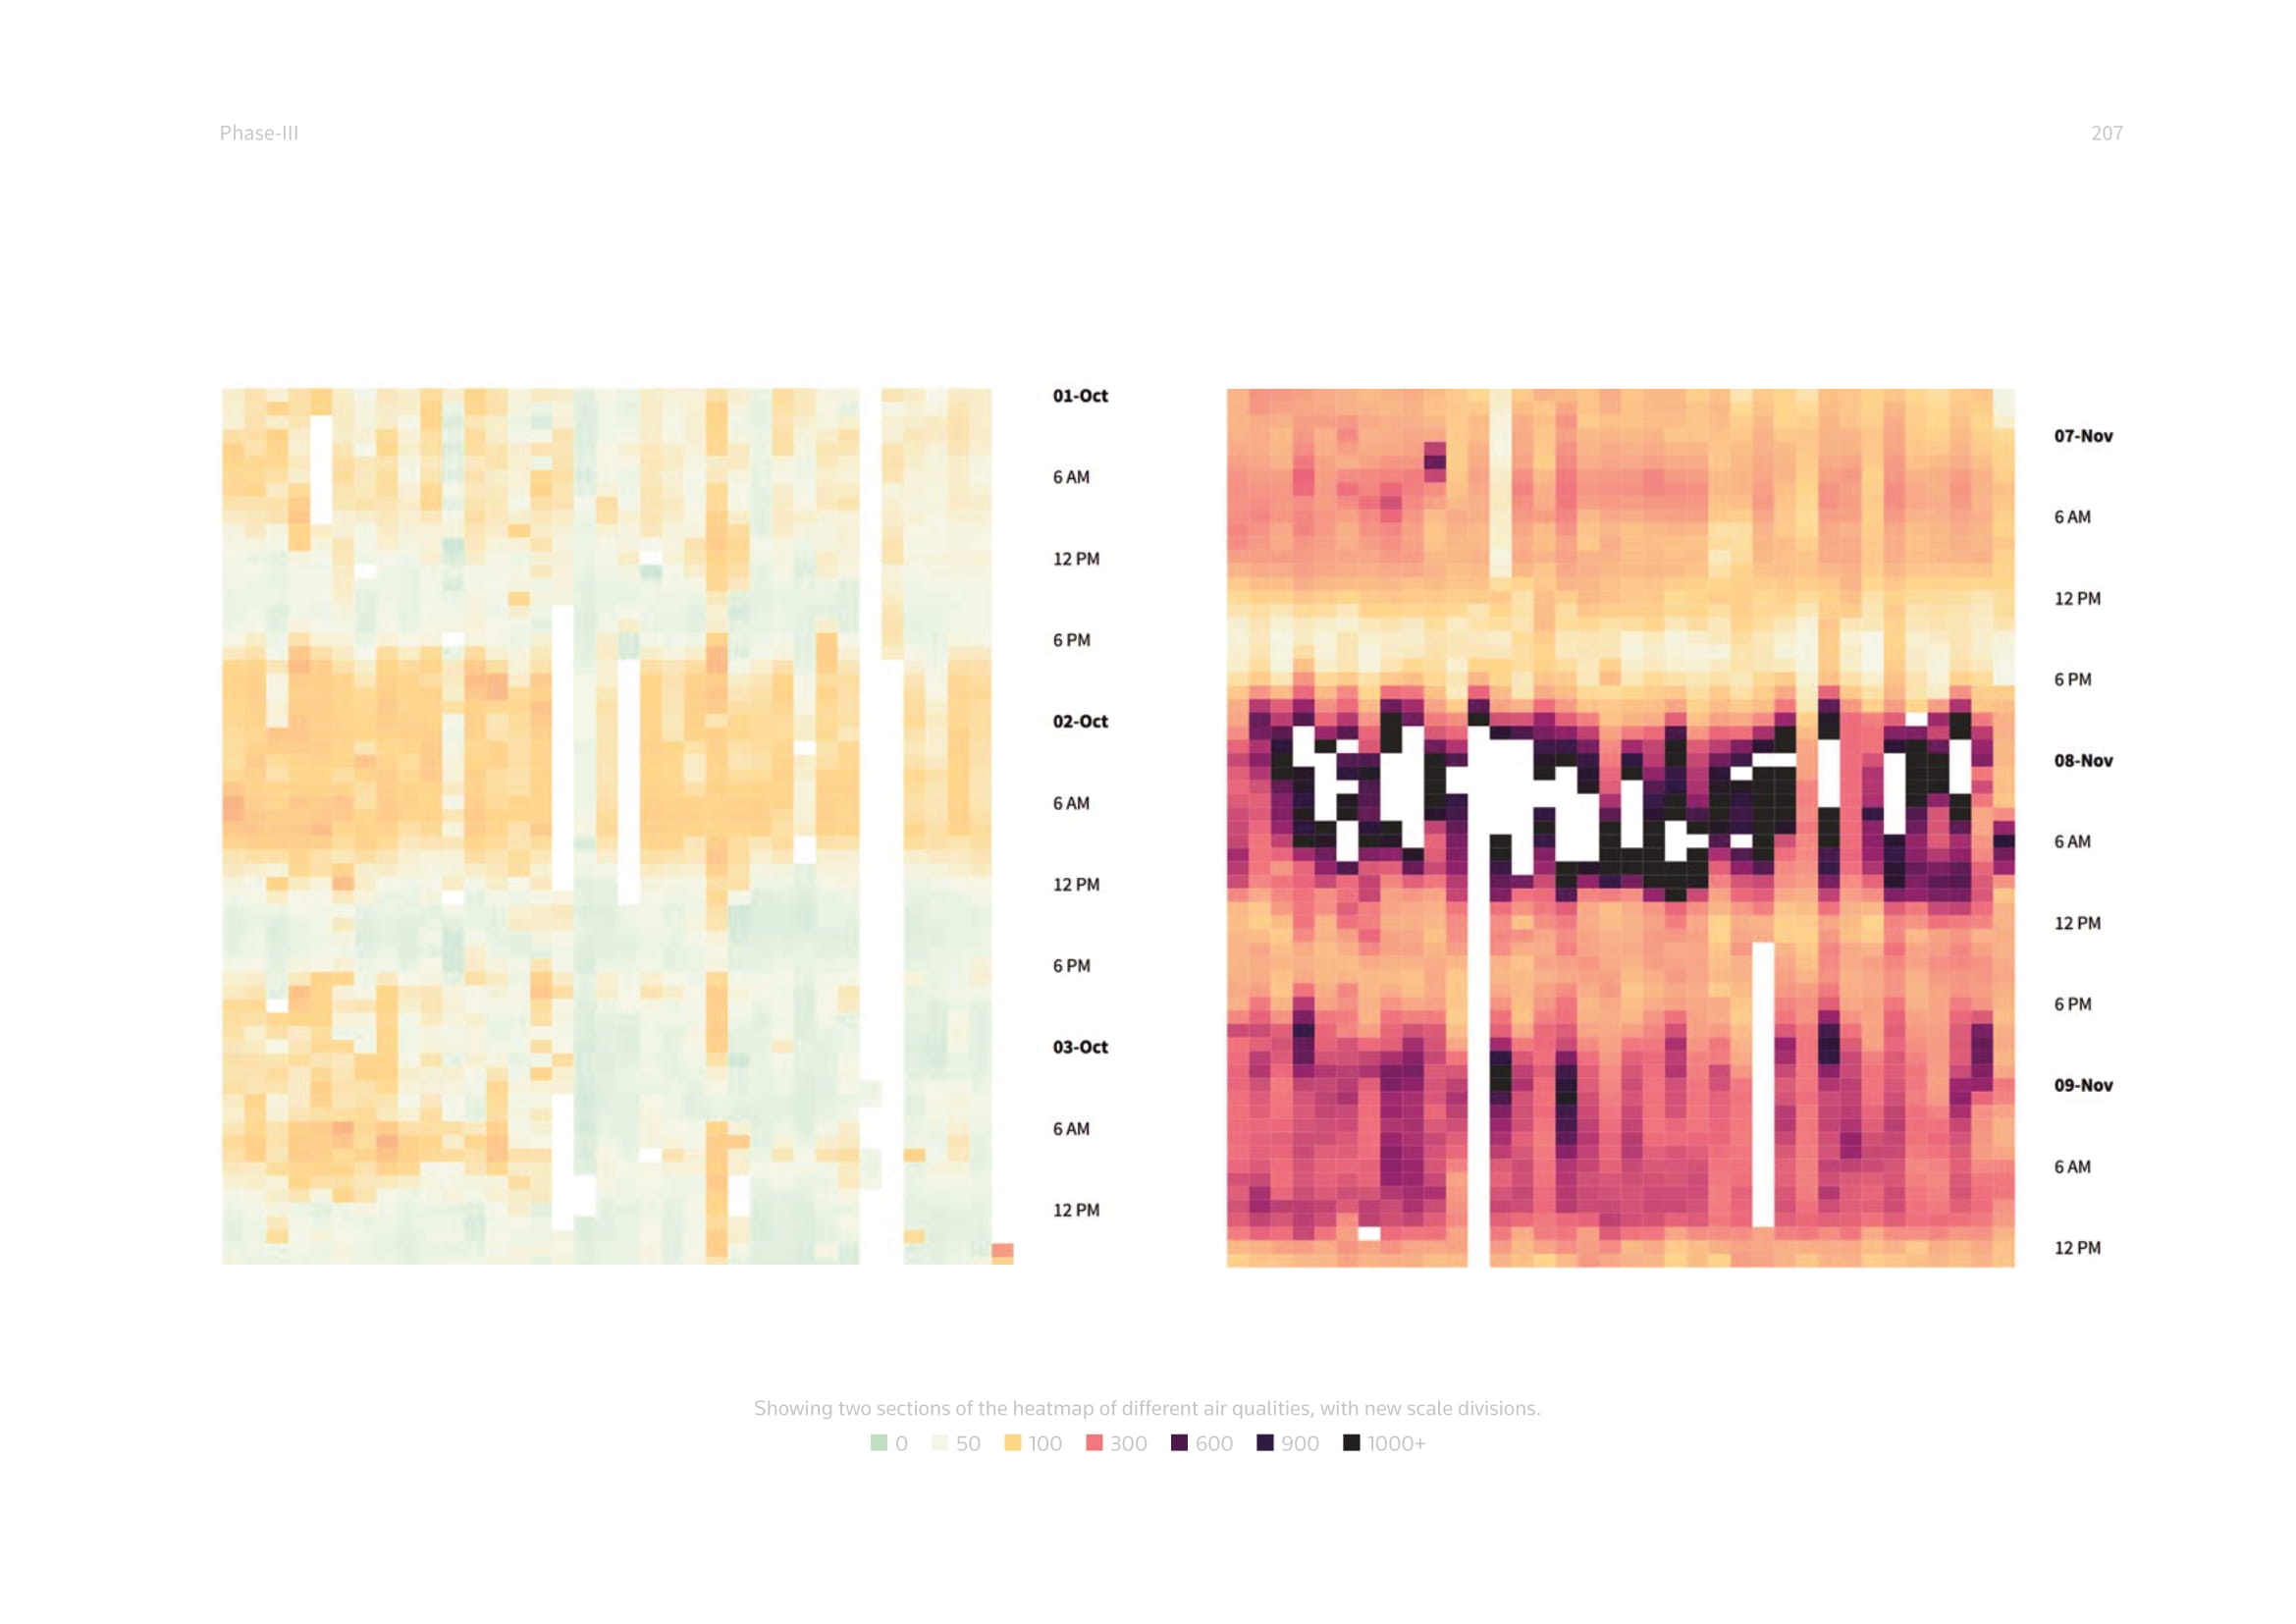 Phase-III
207
01-Oct
6 AM
12 PM
6 PM
02-Oct
6 AM
12 PM
6 PM
03-Oct
6 AM
12 PM
07-Nov
6 AM
12 PM
6 PM
08-Nov
6 AM
12 PM
6 PM
09-Nov
6 AM
12 PM
Showing two sections of the heatmap of different air qualities, with new scale divisions.
0 50 100 300 600 900 1000+